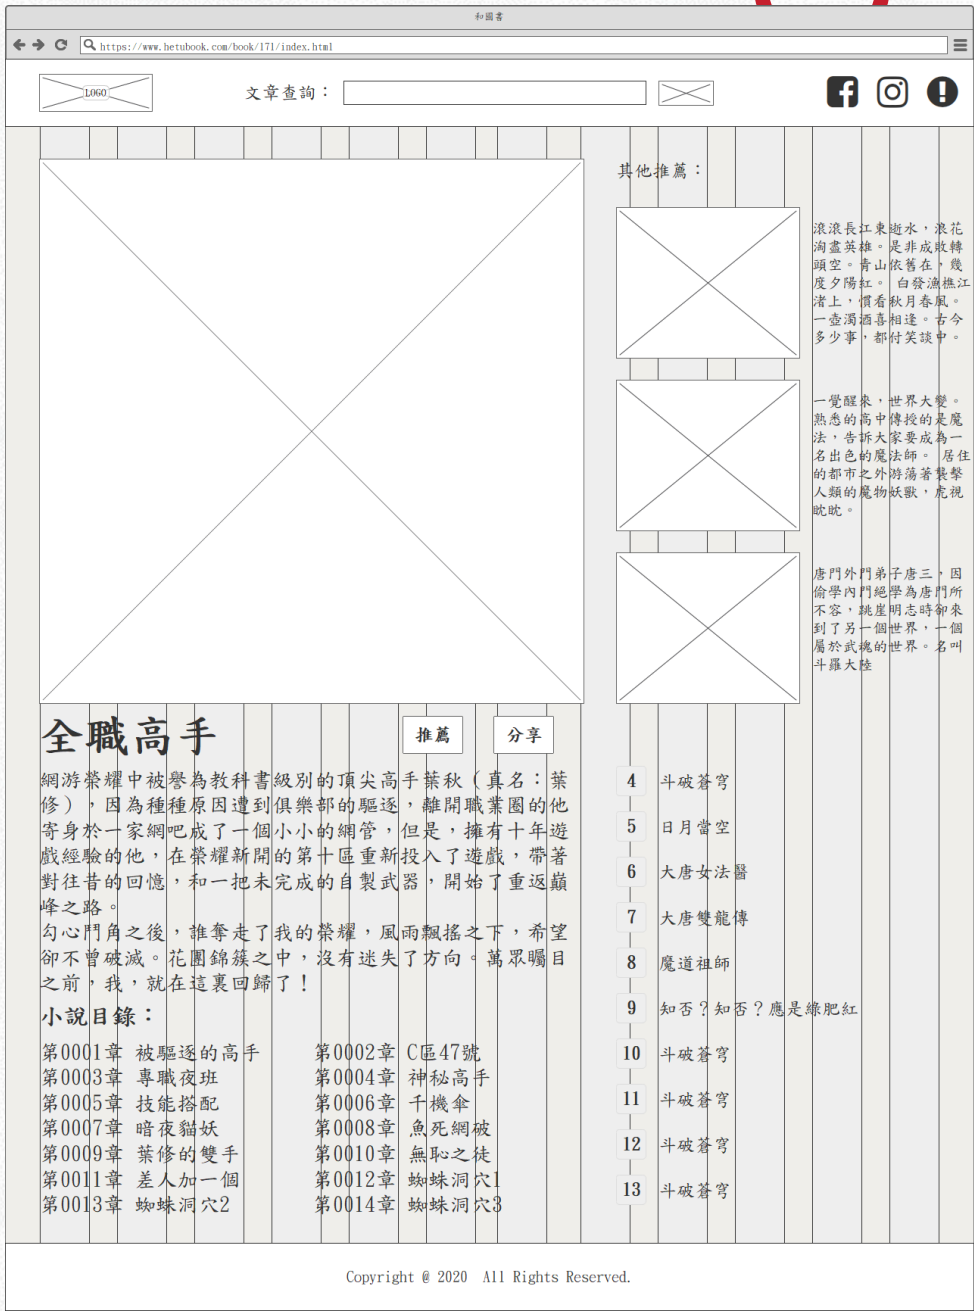 和圖書
https://www.hetubook.com/book/171/index.html
LOGO
文章查詢：
其他推薦：
滾滾長江東逝水，浪花
淘盡英雄。是非成敗轉
頭空。青山依舊在，幾
度夕陽紅。 白發漁樵江
渚上，慣看秋月春風。
一壺濁酒喜相逢。古今
多少事，都付笑談中。
一覺醒來，世界大變。
熟悉的高中傳授的是魔
法，告訴大家要成為一
名出色的魔法師。 居住
的都市之外游蕩著襲擊
人類的魔物妖獸，虎視
眈眈。
唐門外門弟子唐三，因
偷學內門絕學為唐門所
不容，跳崖明志時卻來
到了另一個世界，一個
屬於武魂的世界。名叫
斗羅大陸
全職高手
推薦
分享
網游榮耀中被譽為教科書級別的頂尖高手葉秋（真名：葉
修），因為種種原因遭到俱樂部的驅逐，離開職業圈的他
寄身於一家網吧成了一個小小的網管，但是，擁有十年遊
戲經驗的他，在榮耀新開的第十區重新投入了遊戲，帶著
對往昔的回憶，和一把未完成的自製武器，開始了重返巔
峰之路。
勾心鬥角之後，誰奪走了我的榮耀，風雨飄搖之下，希望
卻不曾破滅。花團錦簇之中，沒有迷失了方向。萬眾矚目
之前，我，就在這裏回歸了！
小說目錄：
第0001章 被驅逐的高手
第0002章 C區47號
第0003章 專職夜班
第0004章 神秘高手
第0005章 技能搭配
第0006章 千機傘
第0007章 暗夜貓妖
第0008章 魚死網破
第0009章 葉修的雙手
第0010章 無恥之徒
第0011章 差人加一個
第0012章 蜘蛛洞穴1
第0013章 蜘蛛洞穴2
第0014章 蜘蛛洞穴3
4 斗破蒼穹
5 日月當空
6 大唐女法醫
7 大唐雙龍傳
8 魔道祖師
9 知否？知否？應是綠肥紅
10 斗破蒼穹
11 斗破蒼穹
12 斗破蒼穹
13 斗破蒼穹
Copyright @ 2020 All Rights Reserved.